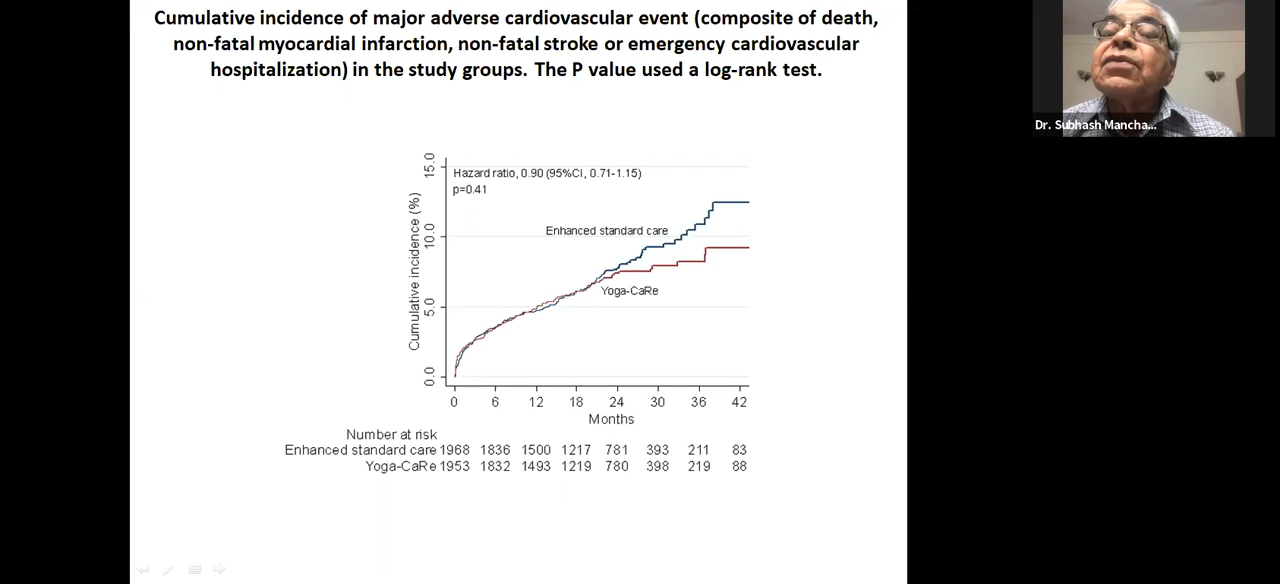 Cumulative incidence of major adverse cardiovascular event (composite of death,
non-fatal myocardial infarction, non-fatal stroke or emergency cardiovascular
hospitalization) in the study groups. The P value used a log-rank test.
Dr. Subhash Mancha...
Hazard ratio, 0.90 (95%CI, 0.71-1.15)
p=0.41
Enhanced standard care
Yoga-CaRe
Cumulative incidence (%)
15.0
10.0
5.0
0.0
0 6 12 18 24 30 36 42
Months
Number at risk
Enhanced standard care 1968 1836 1500 1217 781 393 211 83
Yoga-CaRe 1953 1832 1493 1219 780 398 219 88